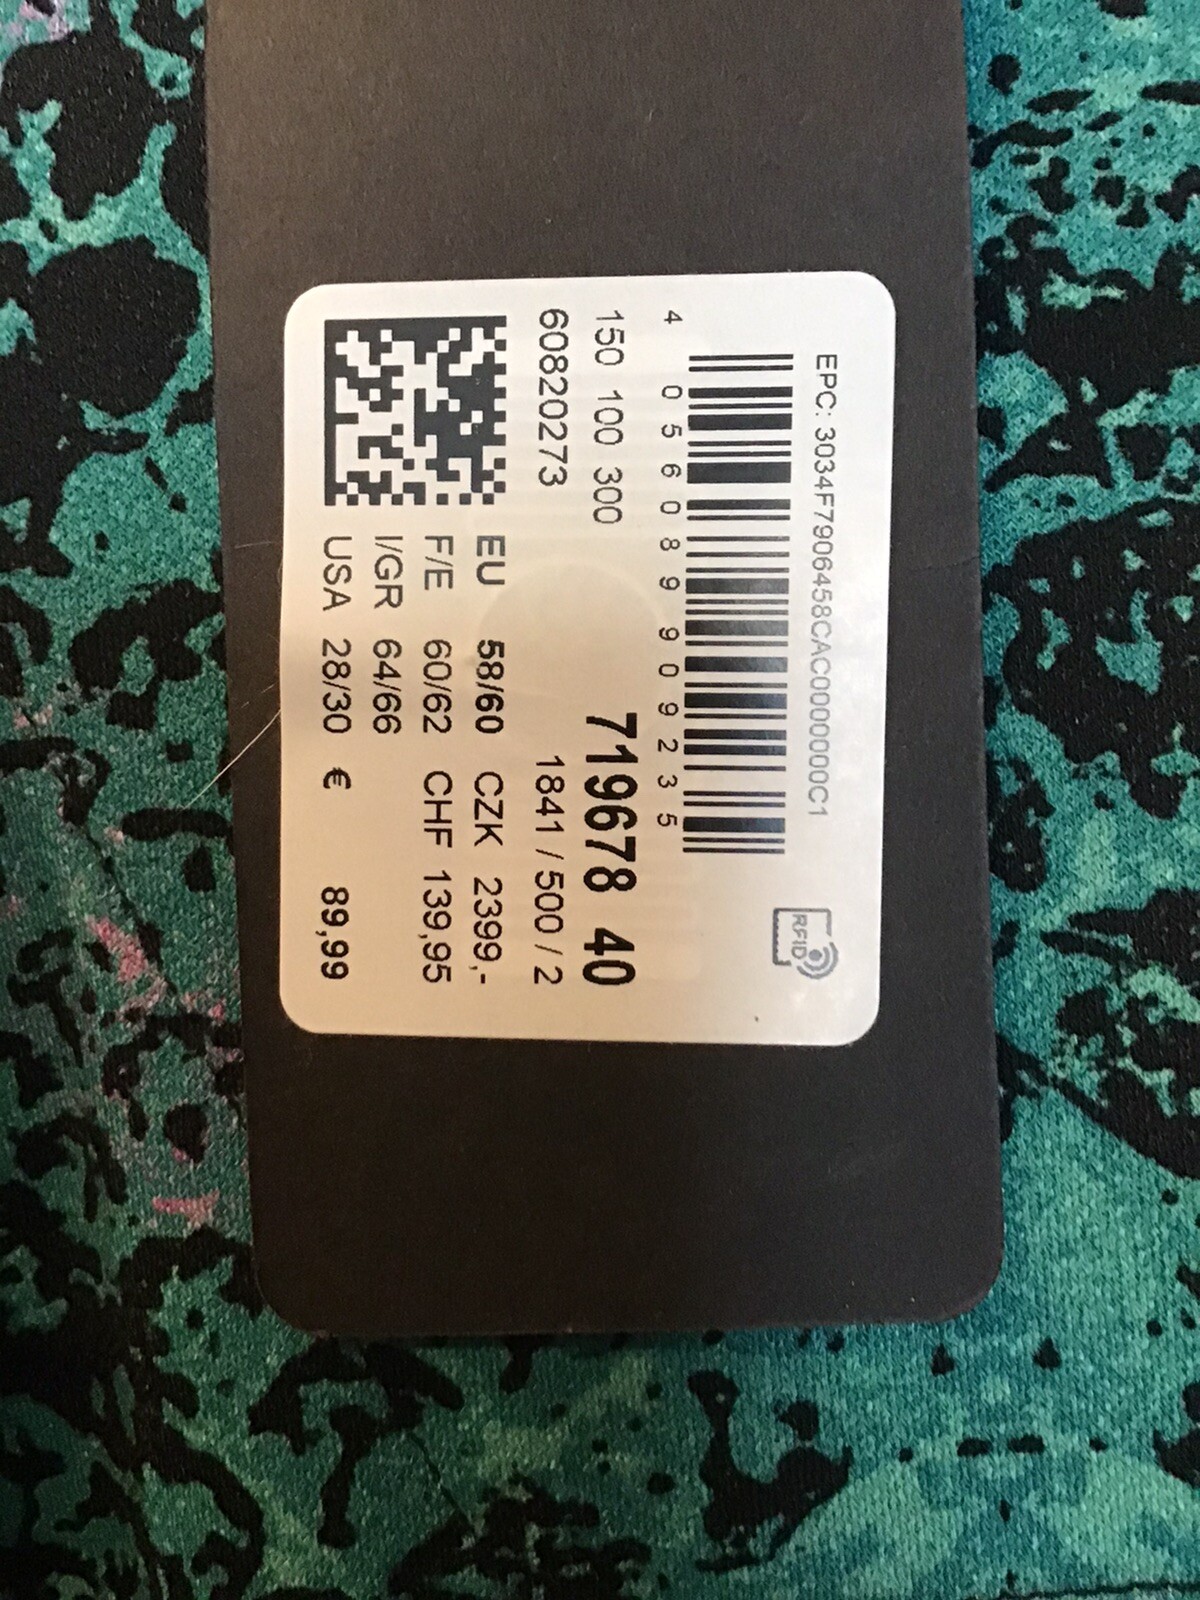 EPC: 3034F7906458CAC0000000C1
RFID
4 056089 909235
150 100 300
719678 40
60820273
1841 / 500 / 2
EU 58/60 CZK 2399,-
F/E 60/62 CHF 139,95
I/GR 64/66
USA 28/30 € 89,99